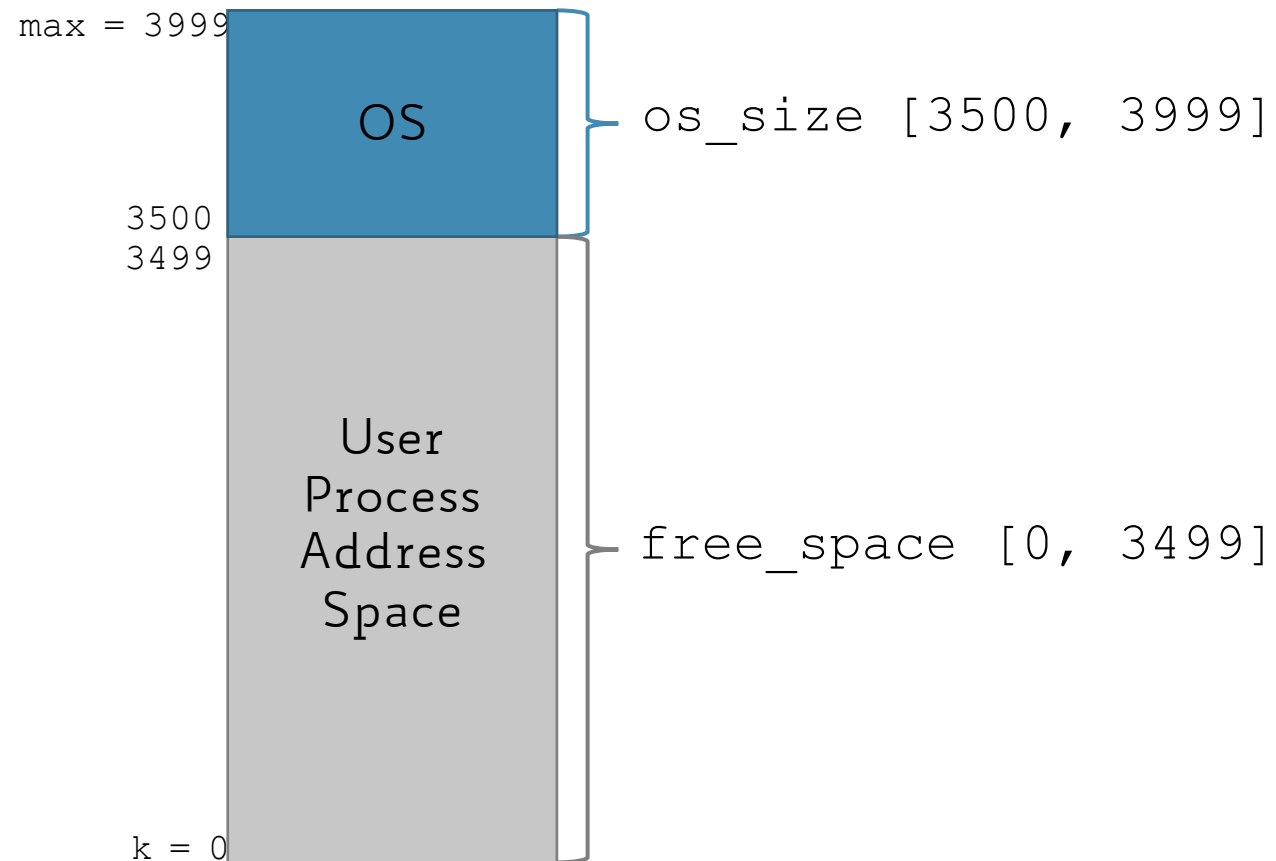 max = 3999
OS
os_size [3500, 3999]
3500
3499
User
Process
Address
Space
free_space [0, 3499]
k = 0